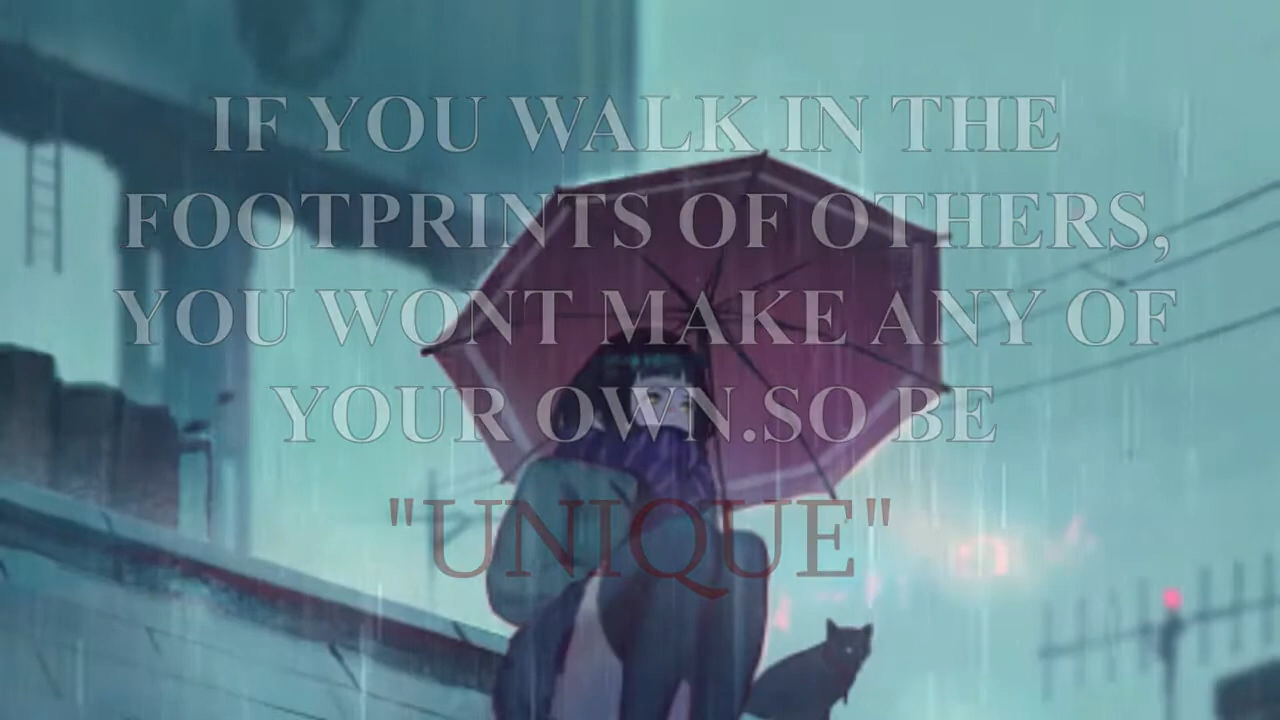 IF YOU WALK IN THE
FOOTPRINTS OF OTHERS,
YOU WONT MAKE ANY OF
YOUR OWN.SO BE
"UNIQUE"